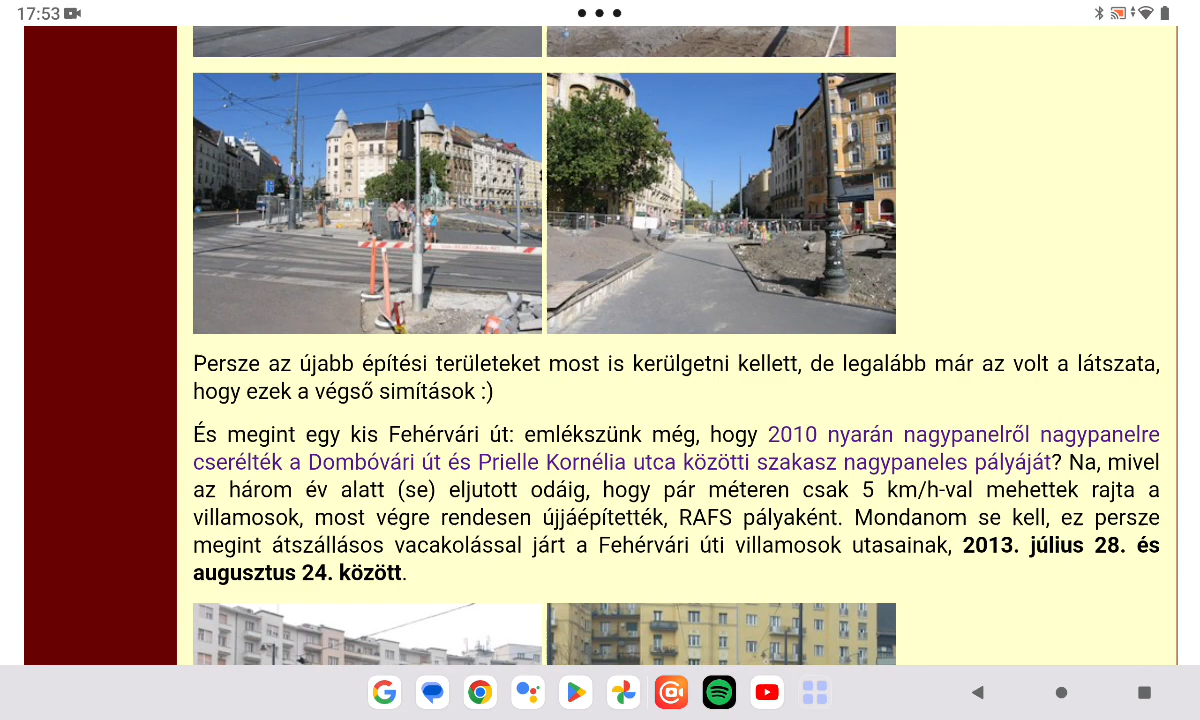 17:53
Persze az újabb építési területeket most is kerülgetni kellett, de legalább már az volt a látszata,
hogy ezek a végső simítások :)
És megint egy kis Fehérvári út: emlékszünk még, hogy 2010 nyarán nagypanelről nagypanelre
cserélték a Dombóvári út és Prielle Kornélia utca közötti szakasz nagypaneles pályáját? Na, mivel
az három év alatt (se) eljutott odáig, hogy pár méteren csak 5 km/h-val mehettek rajta a
villamosok, most végre rendesen újjáépítették, RAFS pályaként. Mondanom se kell, ez persze
megint átszállásos vacakolással járt a Fehérvári úti villamosok utasainak, 2013. július 28. és
augusztus 24. között.